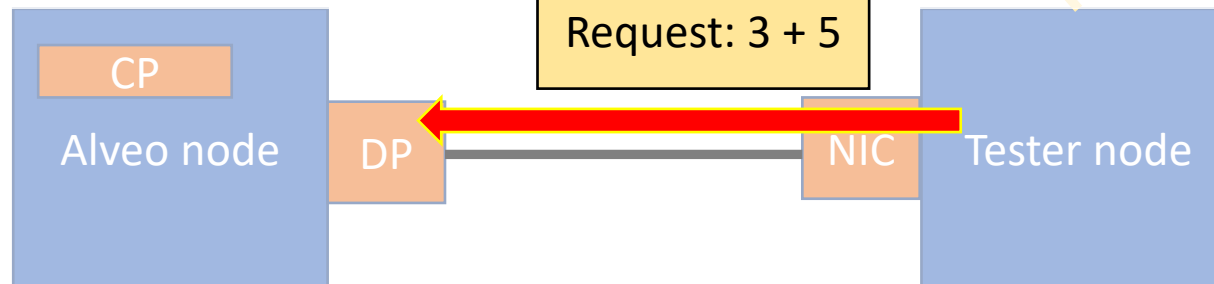 Request: 3 + 5
CP
Alveo node
DP
NIC
Tester node